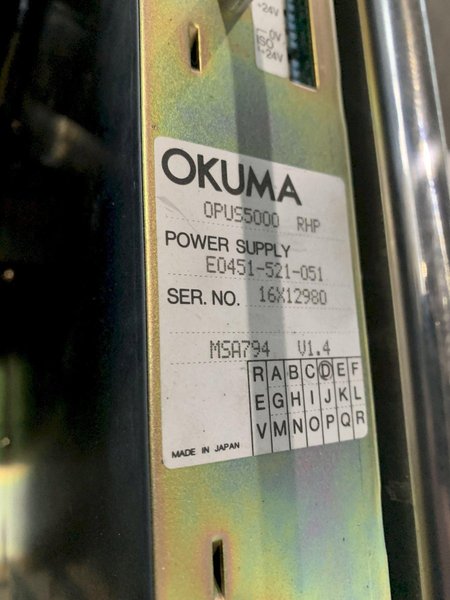 +24V
0V
ISO
+24V
OKUMA
OPUS5000 RHP
POWER SUPPLY
E0451-521-051
SER. NO. 16X12980
MSA794 V1.4
R A B C D E F
E G H I J K L
V M N O P Q R
MADE IN JAPAN